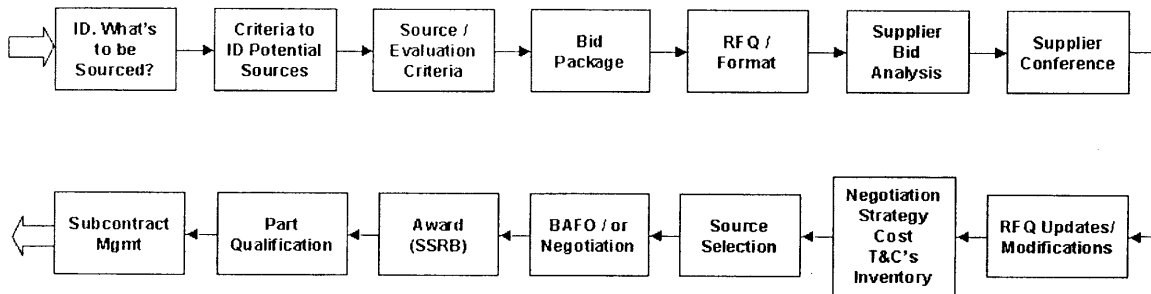 ID. What's
to be
Sourced?
Criteria to
ID Potential
Sources
Source /
Evaluation
Criteria
Bid
Package
RFQ /
Format
Supplier
Bid
Analysis
Supplier
Conference
Subcontract
Mgmt
Part
Qualification
Award
(SSRB)
BAFO / or
Negotiation
Source
Selection
Negotiation
Strategy
Cost
T&C's
Inventory
RFQ Updates/
Modifications